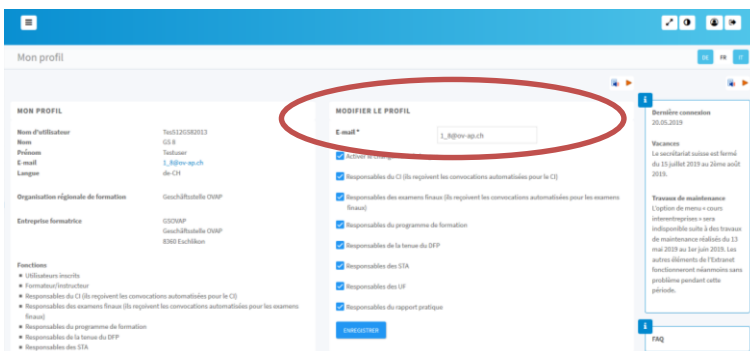 Mon profil
DE FR IT
MON PROFIL
Nom d'utilisateur Test12GS82013
Nom GS 8
Prénom Testuser
E-mail 1_8@ov-ap.ch
Langue de-CH
Organisation régionale de formation Geschäftsstelle OVAP
Entreprise formatrice GSOVAP
Geschäftsstelle OVAP
8360 Eschlikon
Fonctions
Utilisateurs inscrits
Formateur/instructeur
Responsables du CI (ils reçoivent les convocations automatisées pour le CI)
Responsables des examens finaux (ils reçoivent les convocations automatisées pour les examens
finaux)
Responsables du programme de formation
Responsables de la tenue du DFP
Responsables des STA
MODIFIER LE PROFIL
E-mail * 1_8@ov-ap.ch
Activer le
Responsables du CI (ils reçoivent les convocations automatisées pour le CI)
Responsables des examens finaux (ils reçoivent les convocations automatisées pour les examens
finaux)
Responsables du programme de formation
Responsables de la tenue du DFP
Responsables des STA
Responsables des UF
Responsables du rapport pratique
ENREGISTRER
Dernière connexion
20.05.2019
Vacances
Le secrétariat suisse est fermé
du 15 juillet 2019 au 2ème août
2019.
Travaux de maintenance
L'option de menu « cours
interentreprises » sera
indisponible suite à des travaux
de maintenance réalisés du 13
mai 2019 au 1er juin 2019. Les
autres éléments de l'Extranet
fonctionneront néanmoins sans
problème pendant cette
période.
FAQ